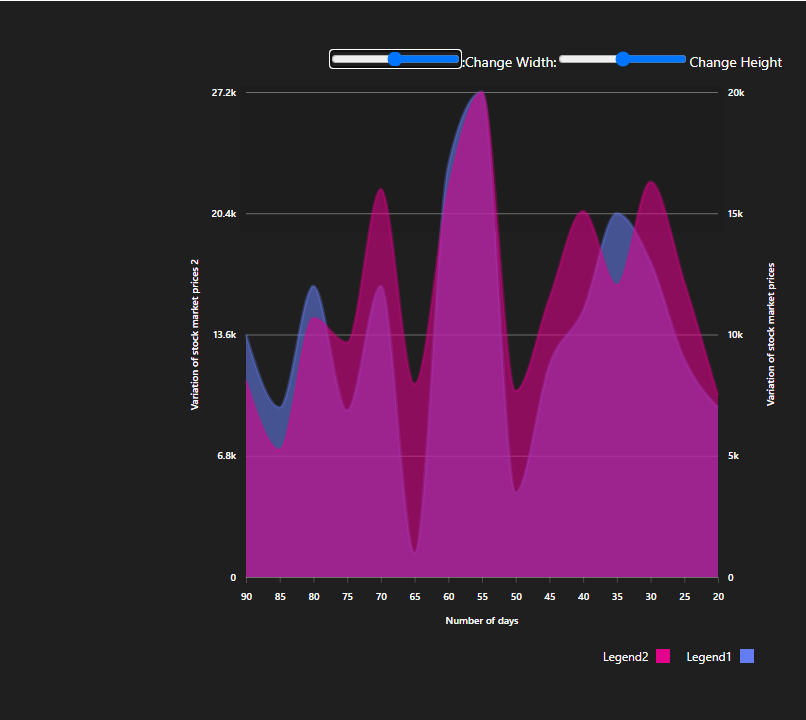 :Change Width: Change Height
27.2k 20k
20.4k 15k
Variation of stock market prices 2
Variation of stock market prices
13.6k 10k
6.8k 5k
0 0
90 85 80 75 70 65 60 55 50 45 40 35 30 25 20
Number of days
Legend2 Legend1